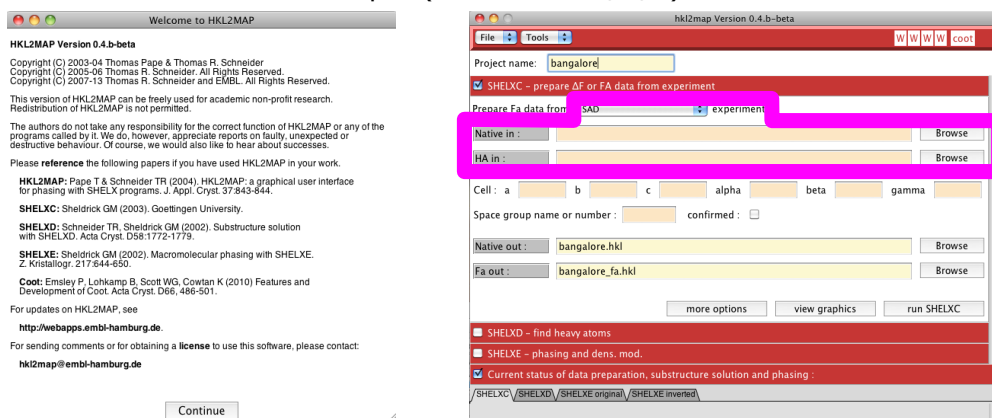 Welcome to HKL2MAP
HKL2MAP Version 0.4.b-beta
Copyright (C) 2003-04 Thomas Pape & Thomas R. Schneider
Copyright (C) 2005-06 Thomas R. Schneider. All Rights Reserved.
Copyright (C) 2007-13 Thomas R. Schneider and EMBL. All Rights Reserved.
This version of HKL2MAP can be freely used for academic non-profit research.
Redistribution of HKL2MAP is not permitted.
The authors do not take any responsibility for the correct function of HKL2MAP or any of the
programs called by it. We do, however, appreciate reports on faulty, unexpected or
destructive behaviour. Of course, we would also like to hear about successes.
Please reference the following papers if you have used HKL2MAP in your work.
HKL2MAP: Pape T & Schneider TR (2004). HKL2MAP: a graphical user interface
for phasing with SHELX programs. J. Appl. Cryst. 37:843-844.
SHELXC: Sheldrick GM (2003). Goettingen University.
SHELXD: Schneider TR, Sheldrick GM (2002). Substructure solution
with SHELXD. Acta Cryst. D58:1772-1779.
SHELXE: Sheldrick GM (2002). Macromolecular phasing with SHELXE.
Z. Kristallogr. 217:644-650.
Coot: Emsley P, Lohkamp B, Scott WG, Cowtan K (2010) Features and
Development of Coot. Acta Cryst. D66, 486-501.
For updates on HKL2MAP, see
http://webapps.embl-hamburg.de.
For sending comments or for obtaining a license to use this software, please contact:
hkl2map@embl-hamburg.de
Continue
hkl2map Version 0.4.b-beta
File Tools W W W W coot
Project name: bangalore
SHELXC – prepare ΔF or FA data from experiment
Prepare Fa data from SAD experiment
Native in : Browse
HA in : Browse
Cell : a b c alpha beta gamma
Space group name or number : confirmed :
Native out : bangalore.hkl Browse
Fa out : bangalore_fa.hkl Browse
more options view graphics run SHELXC
SHELXD – find heavy atoms
SHELXE – phasing and dens. mod.
Current status of data preparation, substructure solution and phasing :
SHELXC SHELXD SHELXE original SHELXE inverted